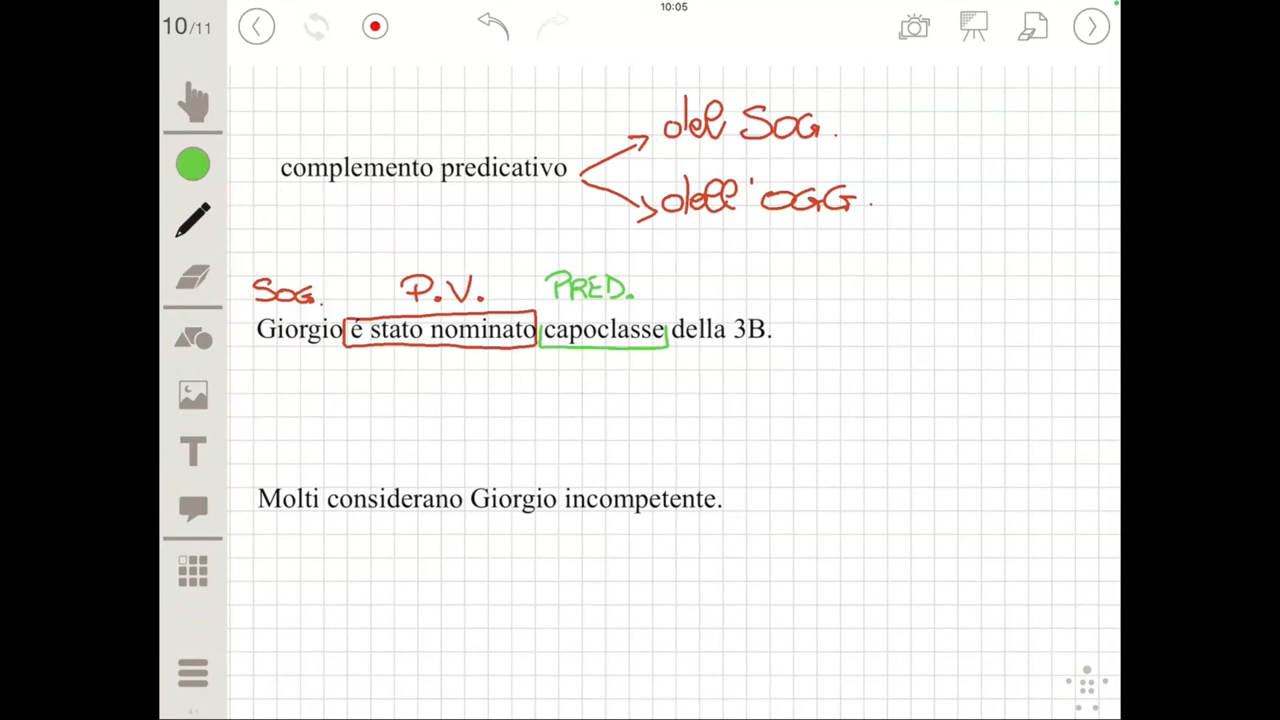 10:05
10/11
del SOG.
complemento predicativo
dell'OGG.
SOG. P.V. PRED.
Giorgio é stato nominato capoclasse della 3B.
Molti considerano Giorgio incompetente.
T